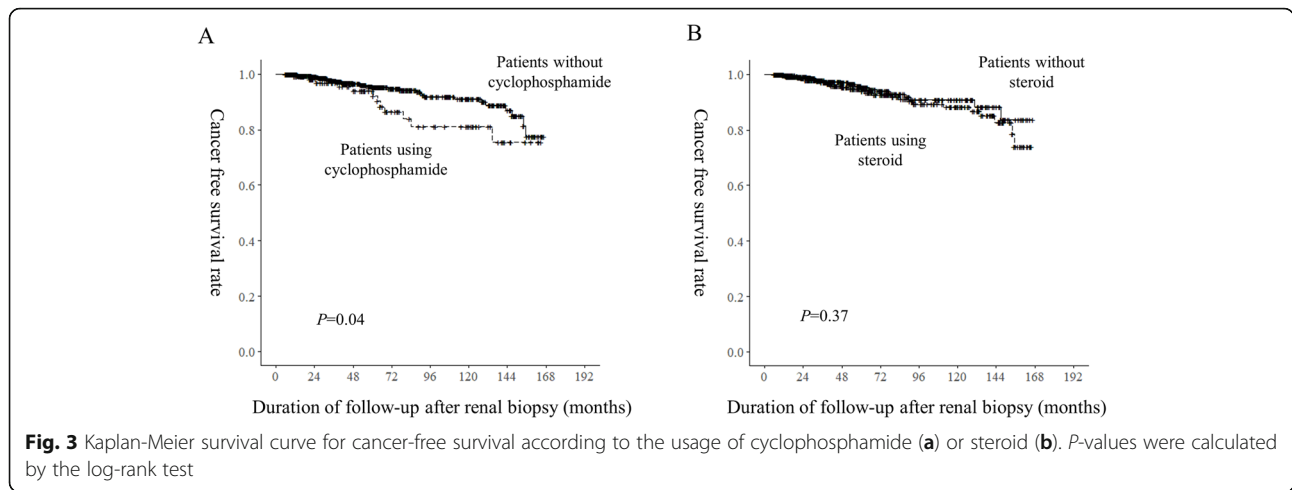 A
Patients without
cyclophosphamide
1.0
0.8
0.6
0.4
0.2
0.0
Cancer free survival rate
Patients using
cyclophosphamide
P=0.04
0 24 48 72 96 120 144 168 192
Duration of follow-up after renal biopsy (months)
B
Patients without
steroid
1.0
0.8
0.6
0.4
0.2
0.0
Cancer free survival rate
Patients using
steroid
P=0.37
0 24 48 72 96 120 144 168 192
Duration of follow-up after renal biopsy (months)
Fig. 3 Kaplan-Meier survival curve for cancer-free survival according to the usage of cyclophosphamide (a) or steroid (b). P-values were calculated
by the log-rank test